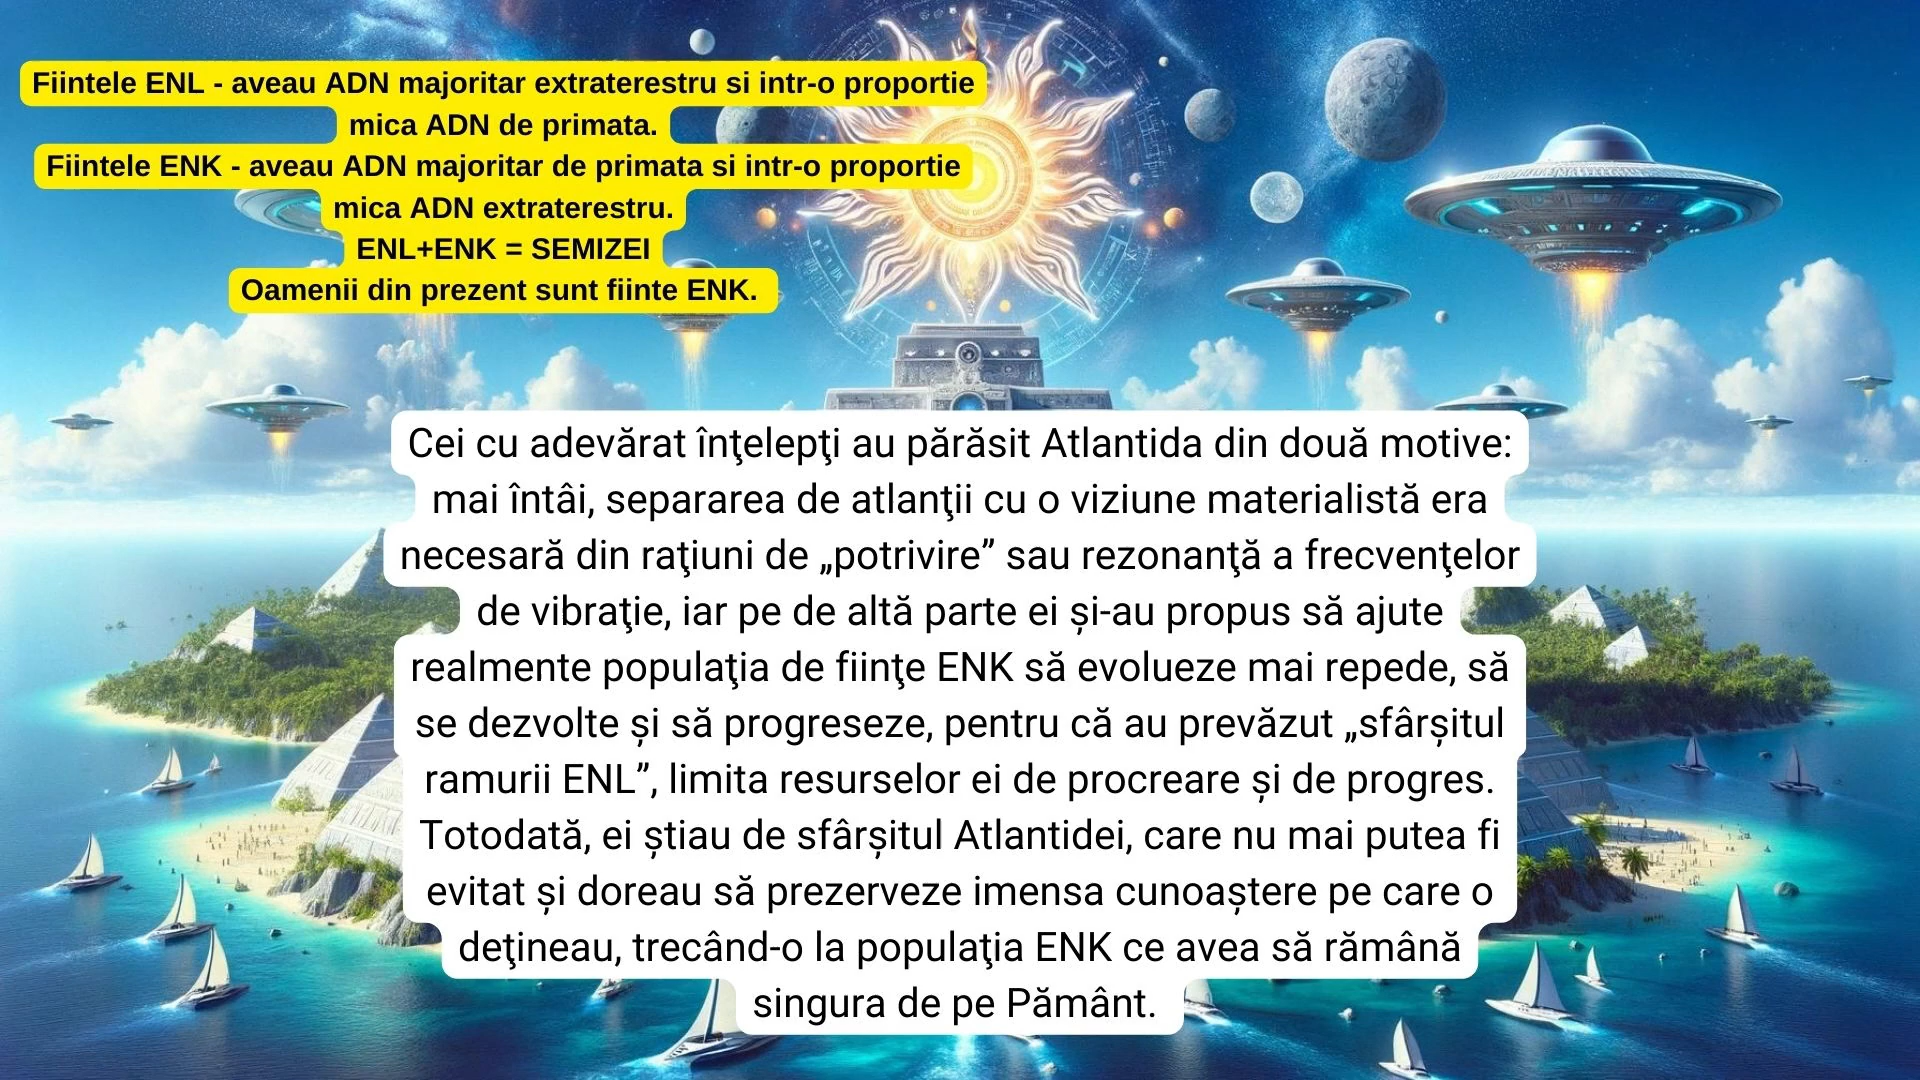 Fiintele ENL - aveau ADN majoritar extraterestru si intr-o proportie
mica ADN de primata.
Fiintele ENK - aveau ADN majoritar de primata si intr-o proportie
mica ADN extraterestru.
ENL+ENK = SEMIZEI
Oamenii din prezent sunt fiinte ENK.
Cei cu adevărat înţelepţi au părăsit Atlantida din două motive:
mai întâi, separarea de atlanţii cu o viziune materialistă era
necesară din raţiuni de „potrivire” sau rezonanţă a frecvenţelor
de vibraţie, iar pe de altă parte ei și-au propus să ajute
realmente populaţia de fiinţe ENK să evolueze mai repede, să
se dezvolte și să progreseze, pentru că au prevăzut „sfârșitul
ramurii ENL”, limita resurselor ei de procreare și de progres.
Totodată, ei știau de sfârșitul Atlantidei, care nu mai putea fi
evitat și doreau să prezerveze imensa cunoaștere pe care o
deţineau, trecând-o la populaţia ENK ce avea să rămână
singura de pe Pământ.